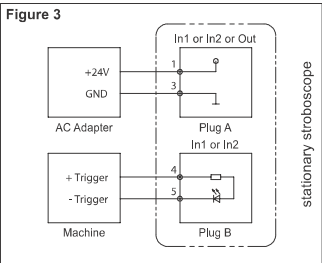 Figure 3
In1 or In2 or Out
+24V
1
GND
3
AC Adapter
Plug A
In1 or In2
+ Trigger
4
- Trigger
5
Machine
Plug B
stationary stroboscope